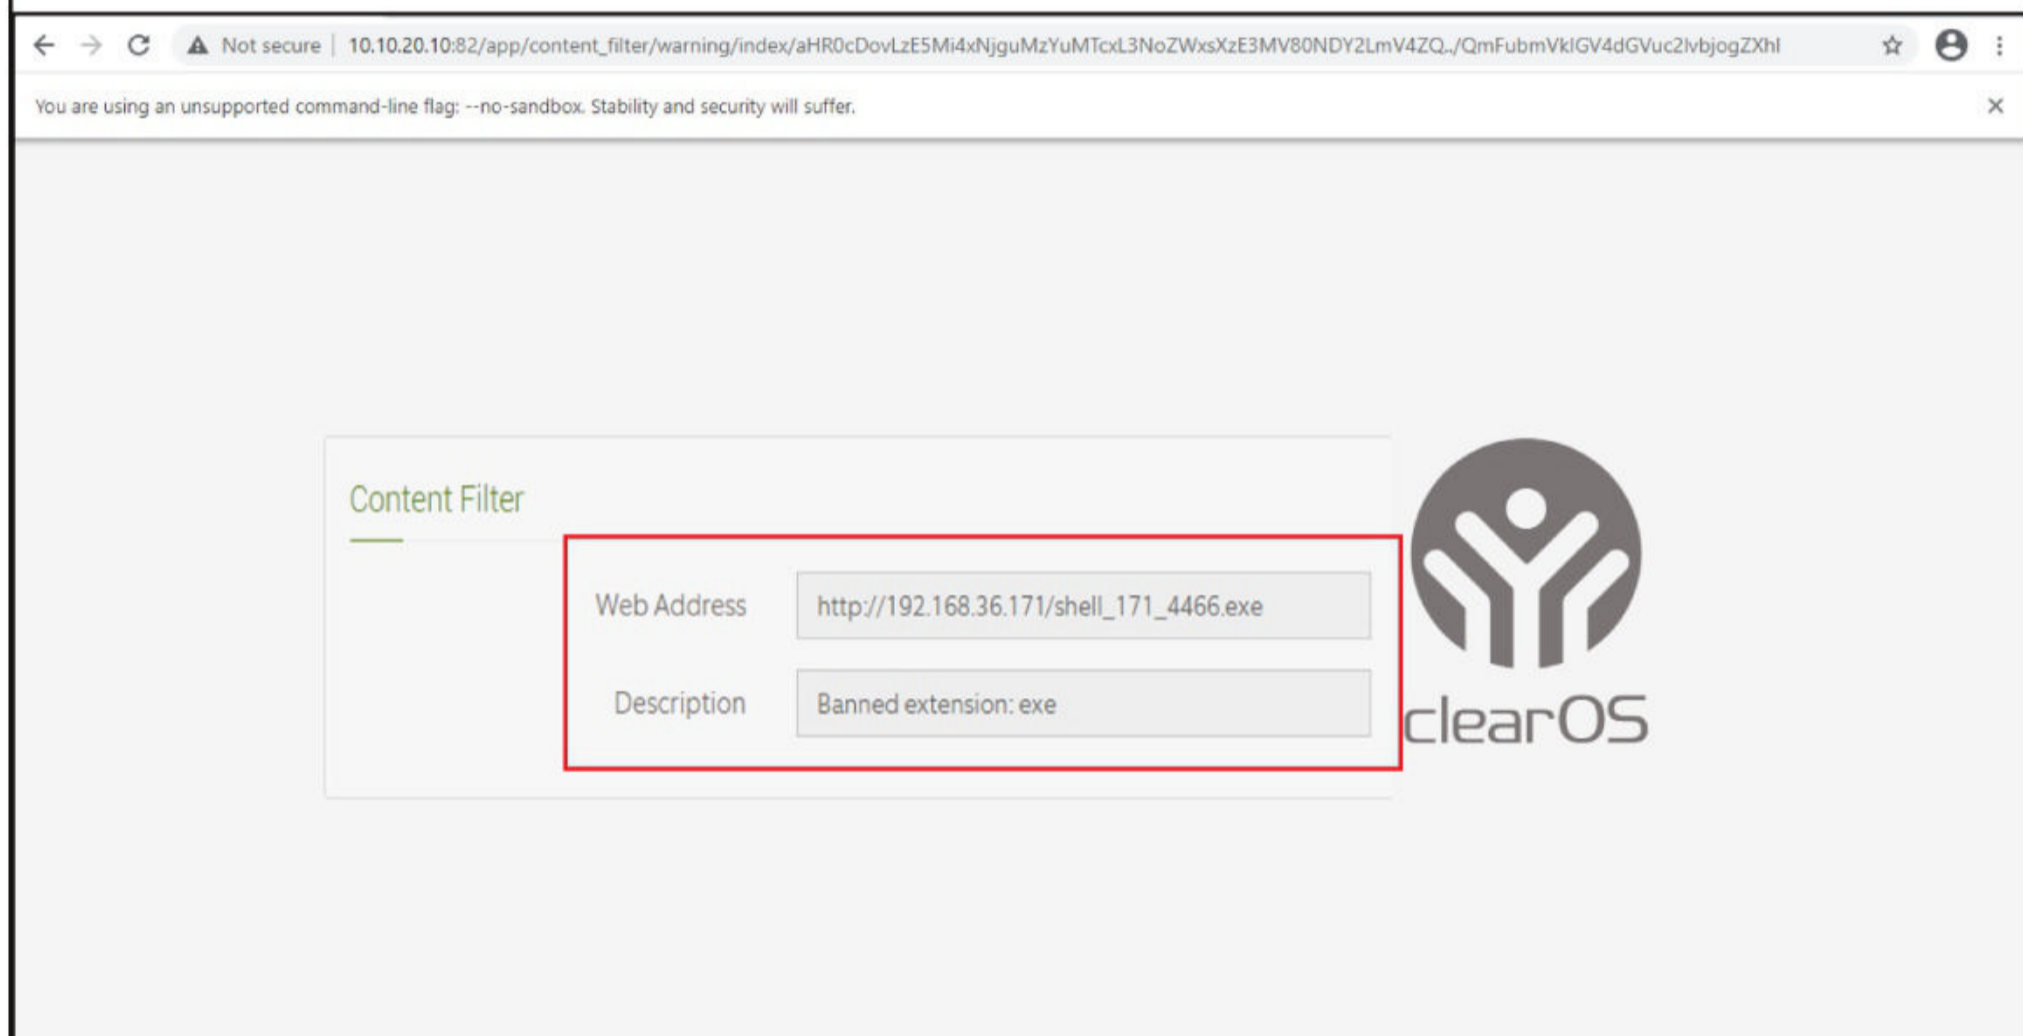 Not secure | 10.10.20.10:82/app/content_filter/warning/index/aHR0cDovLzE5Mi4xNjguMzYuMTcxL3NoZWxsXzE3MV80NDY2LmV4ZQ../QmFubmVkIGV4dGVuc2lvbjogZXhl
You are using an unsupported command-line flag: --no-sandbox. Stability and security will suffer.
Content Filter
Web Address http://192.168.36.171/shell_171_4466.exe
Description Banned extension: exe
clearOS